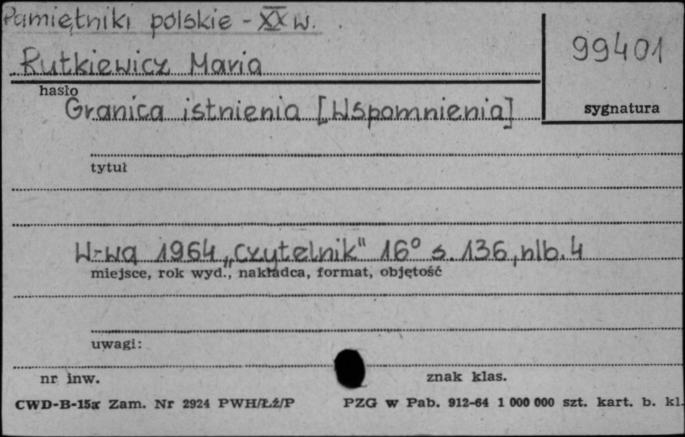 Pamiętniki polskie - XX w.
99401
Rutkiewicz Maria
hasło
sygnatura
Granica istnienia [Wspomnienia]
tytuł
W-wa 1964 „Czytelnik" 16° s. 136, nlb. 4
miejsce, rok wyd., nakładca, format, objętość
uwagi:
nr inw.
znak klas.
CWD-B-15a Zam. Nr 2924 PWH/Łź/P PZG w Pab. 912-64 1 000 000 szt. kart. b. kl.